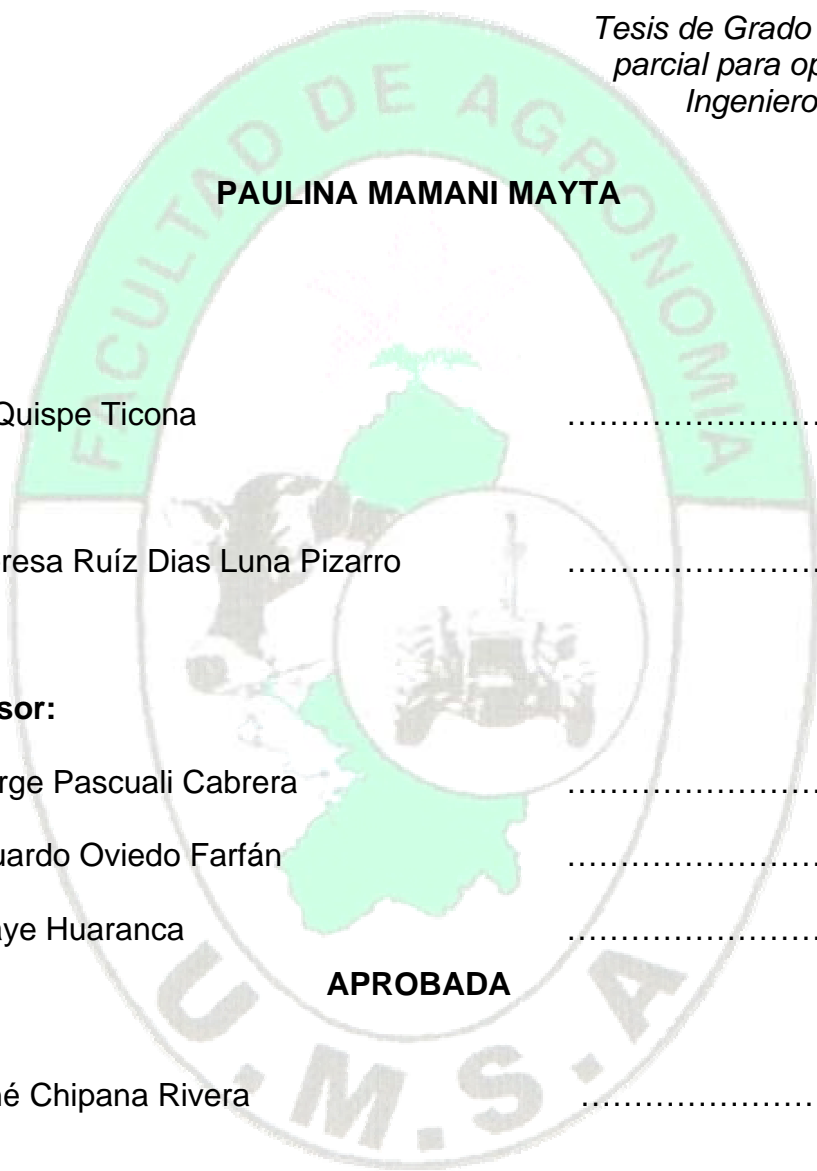 Tesis de Grado
parcial para op
Ingeniero
PAULINA MAMANI MAYTA
Quispe Ticona ……………………
resa Ruíz Dias Luna Pizarro ……………………
sor:
rge Pascuali Cabrera ……………………
uardo Oviedo Farfán ……………………
aye Huaranca ……………………
APROBADA
né Chipana Rivera ……………………
FACULTAD DE AGRONOMIA
U.M.S.A